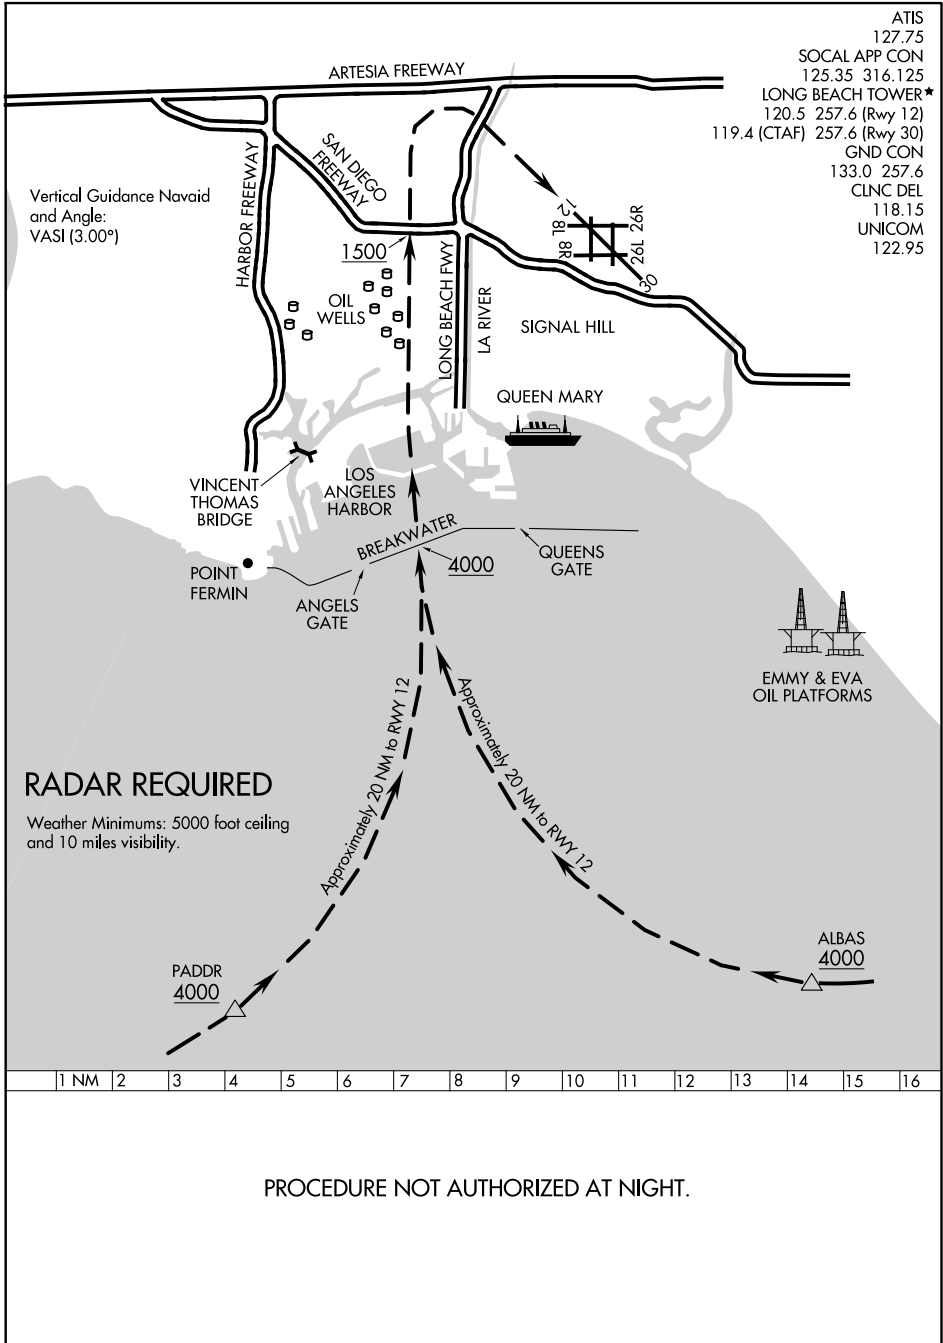 ATIS
127.75
SOCAL APP CON
125.35 316.125
LONG BEACH TOWER★
120.5 257.6 (Rwy 12)
119.4 (CTAF) 257.6 (Rwy 30)
GND CON
133.0 257.6
CLNC DEL
118.15
UNICOM
122.95
ARTESIA FREEWAY
Vertical Guidance Navaid
and Angle:
VASI (3.00°)
HARBOR FREEWAY
SAN DIEGO
FREEWAY
1500
12
8L
26R
8R
26L
30
OIL
WELLS
LONG BEACH FWY
LA RIVER
SIGNAL HILL
QUEEN MARY
VINCENT
THOMAS
BRIDGE
LOS
ANGELES
HARBOR
BREAKWATER
4000
QUEENS
GATE
POINT
FERMIN
ANGELS
GATE
EMMY & EVA
OIL PLATFORMS
Approximately 20 NM to RWY 12
Approximately 20 NM to RWY 12
RADAR REQUIRED
Weather Minimums: 5000 foot ceiling
and 10 miles visibility.
PADDR
4000
ALBAS
4000
1 NM 2 3 4 5 6 7 8 9 10 11 12 13 14 15 16
PROCEDURE NOT AUTHORIZED AT NIGHT.